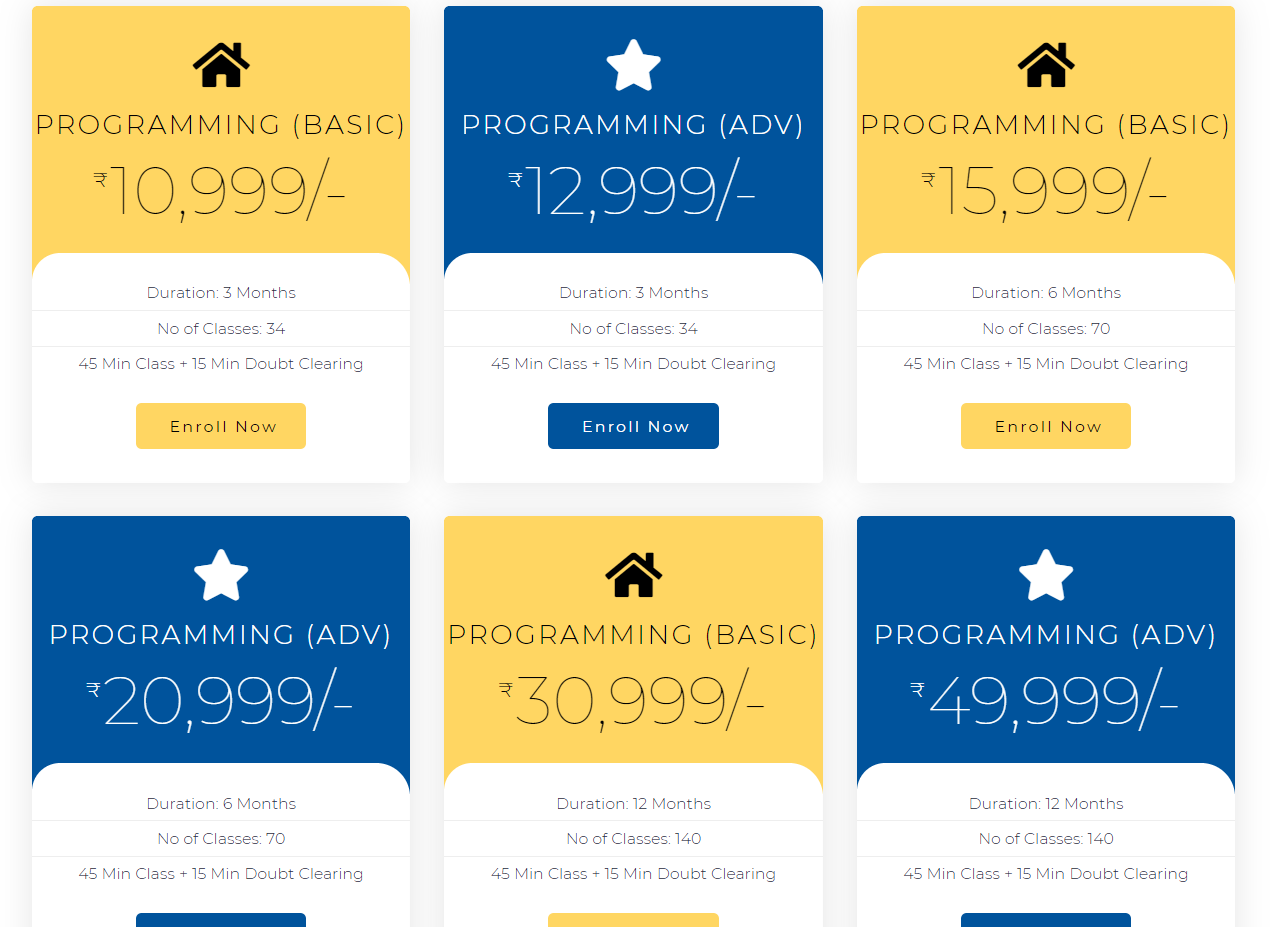 PROGRAMMING (BASIC)
₹10,999/-
Duration: 3 Months
No of Classes: 34
45 Min Class + 15 Min Doubt Clearing
Enroll Now
PROGRAMMING (ADV)
₹12,999/-
Duration: 3 Months
No of Classes: 34
45 Min Class + 15 Min Doubt Clearing
Enroll Now
PROGRAMMING (BASIC)
₹15,999/-
Duration: 6 Months
No of Classes: 70
45 Min Class + 15 Min Doubt Clearing
Enroll Now
PROGRAMMING (ADV)
₹20,999/-
Duration: 6 Months
No of Classes: 70
45 Min Class + 15 Min Doubt Clearing
PROGRAMMING (BASIC)
₹30,999/-
Duration: 12 Months
No of Classes: 140
45 Min Class + 15 Min Doubt Clearing
PROGRAMMING (ADV)
₹49,999/-
Duration: 12 Months
No of Classes: 140
45 Min Class + 15 Min Doubt Clearing